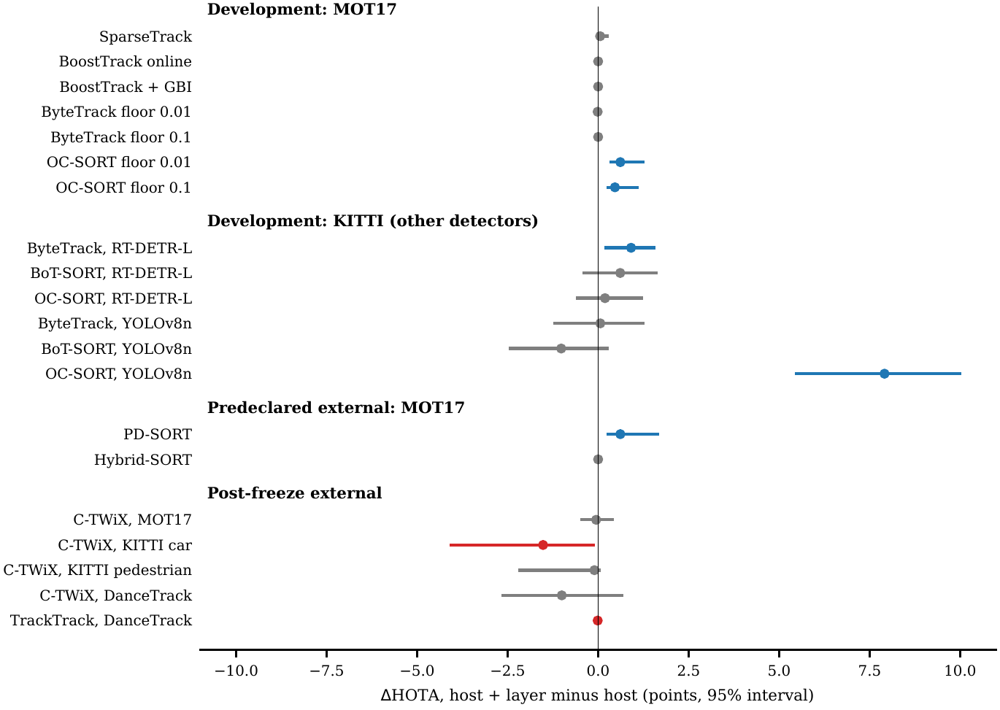 Development: MOT17
SparseTrack
BoostTrack online
BoostTrack + GBI
ByteTrack floor 0.01
ByteTrack floor 0.1
OC-SORT floor 0.01
OC-SORT floor 0.1
Development: KITTI (other detectors)
ByteTrack, RT-DETR-L
BoT-SORT, RT-DETR-L
OC-SORT, RT-DETR-L
ByteTrack, YOLOv8n
BoT-SORT, YOLOv8n
OC-SORT, YOLOv8n
Predeclared external: MOT17
PD-SORT
Hybrid-SORT
Post-freeze external
C-TWiX, MOT17
C-TWiX, KITTI car
C-TWiX, KITTI pedestrian
C-TWiX, DanceTrack
TrackTrack, DanceTrack
−10.0 −7.5 −5.0 −2.5 0.0 2.5 5.0 7.5 10.0
ΔHOTA, host + layer minus host (points, 95% interval)